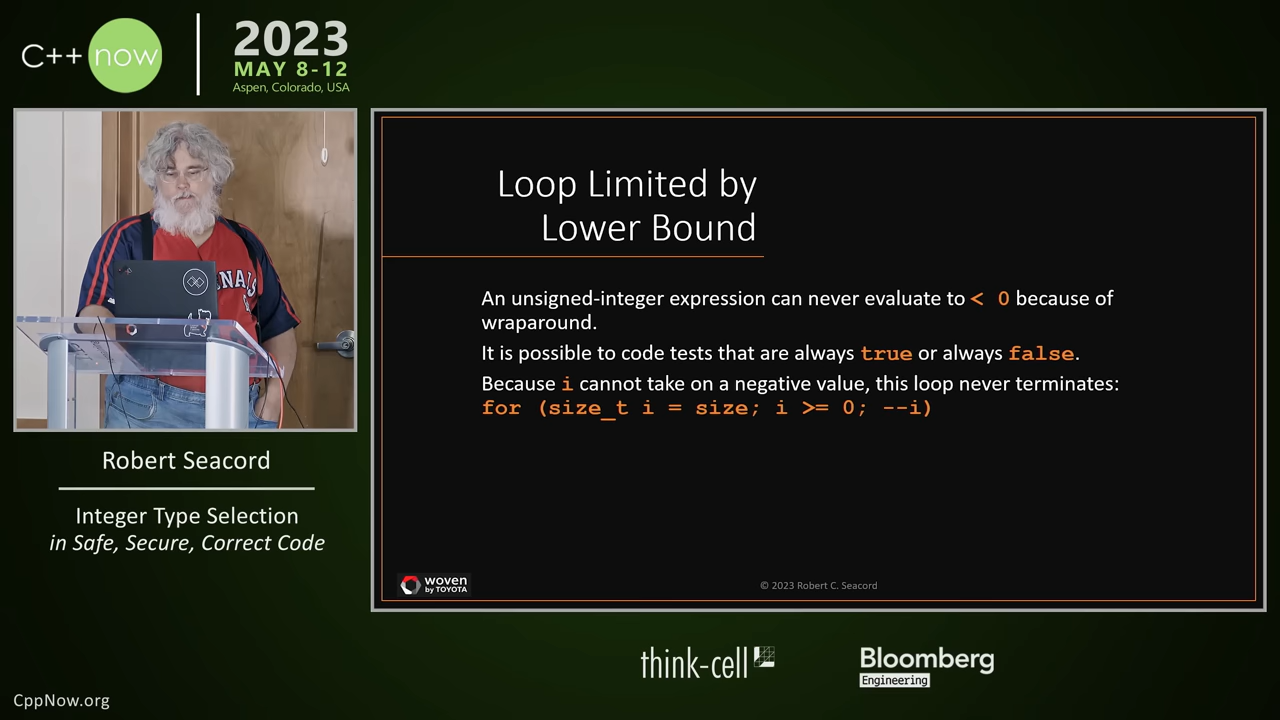 C++ now
2023
MAY 8-12
Aspen, Colorado, USA
NALS
Robert Seacord
Integer Type Selection
in Safe, Secure, Correct Code
Loop Limited by
Lower Bound
An unsigned-integer expression can never evaluate to < 0 because of
wraparound.
It is possible to code tests that are always true or always false.
Because i cannot take on a negative value, this loop never terminates:
for (size_t i = size; i >= 0; --i)
woven
by TOYOTA
© 2023 Robert C. Seacord
think-cell
Bloomberg
Engineering
CppNow.org